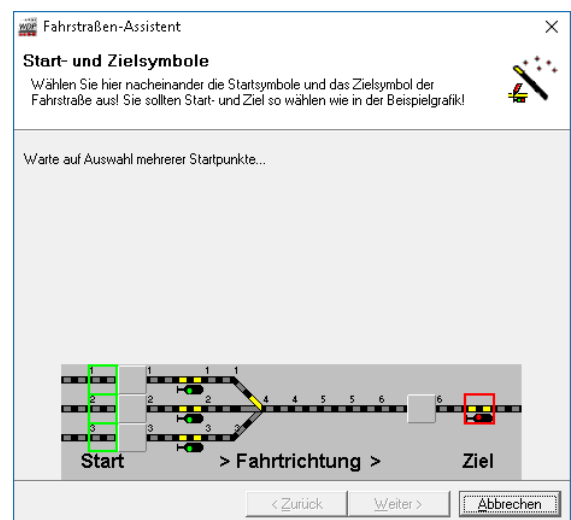 WDP Fahrstraßen-Assistent
Start- und Zielsymbole
Wählen Sie hier nacheinander die Startsymbole und das Zielsymbol der
Fahrstraße aus! Sie sollten Start- und Ziel so wählen wie in der Beispielgrafik!
Warte auf Auswahl mehrerer Startpunkte...
1 1 1 1
2 2 2 4 4 5 5 6 6
3 3 3 3
Start > Fahrtrichtung > Ziel
< Zurück Weiter > Abbrechen